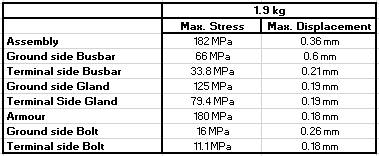 1.9 kg
Max. Stress Max. Displacement
Assembly 182 MPa 0.36 mm
Ground side Busbar 66 MPa 0.6 mm
Terminal side Busbar 33.8 MPa 0.21 mm
Ground side Gland 125 MPa 0.19 mm
Terminal Side Gland 79.4 MPa 0.19 mm
Armour 180 MPa 0.18 mm
Ground side Bolt 16 MPa 0.26 mm
Terminal side Bolt 11.1 MPa 0.18 mm